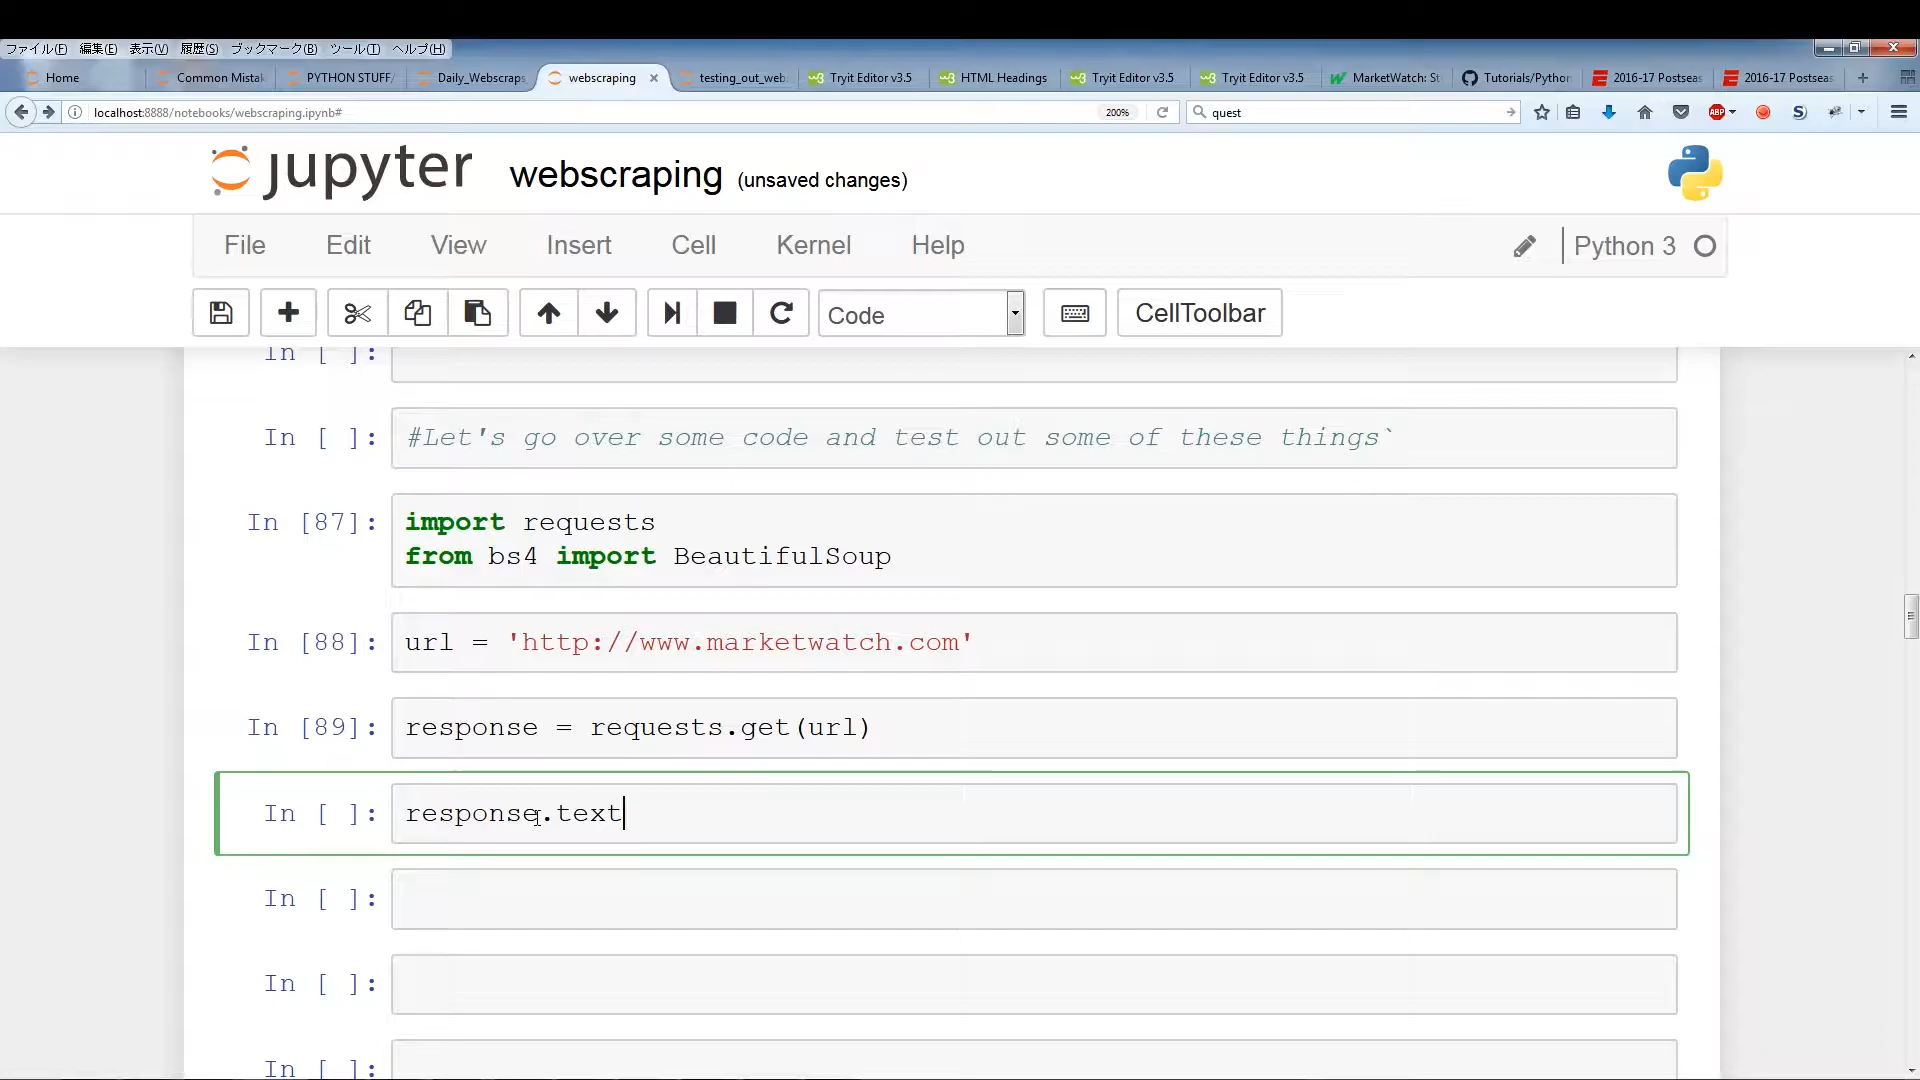 ファイル(F) 編集(E) 表示(V) 履歴(S) ブックマーク(B) ツール(T) ヘルプ(H)
Home Common Mistak PYTHON STUFF/ Daily_Webscraps webscraping testing_out_web Tryit Editor v3.5 HTML Headings Tryit Editor v3.5 Tryit Editor v3.5 MarketWatch: St Tutorials/Python 2016-17 Postseas 2016-17 Postseas
localhost:8888/notebooks/webscraping.ipynb# 200% quest ABP
jupyter webscraping (unsaved changes)
File Edit View Insert Cell Kernel Help Python 3
Code CellToolbar
In [ ]:
In [ ]: #Let's go over some code and test out some of these things`
In [87]: import requests
from bs4 import BeautifulSoup
In [88]: url = 'http://www.marketwatch.com'
In [89]: response = requests.get(url)
In [ ]: response.text
In [ ]:
In [ ]:
In [ ]: